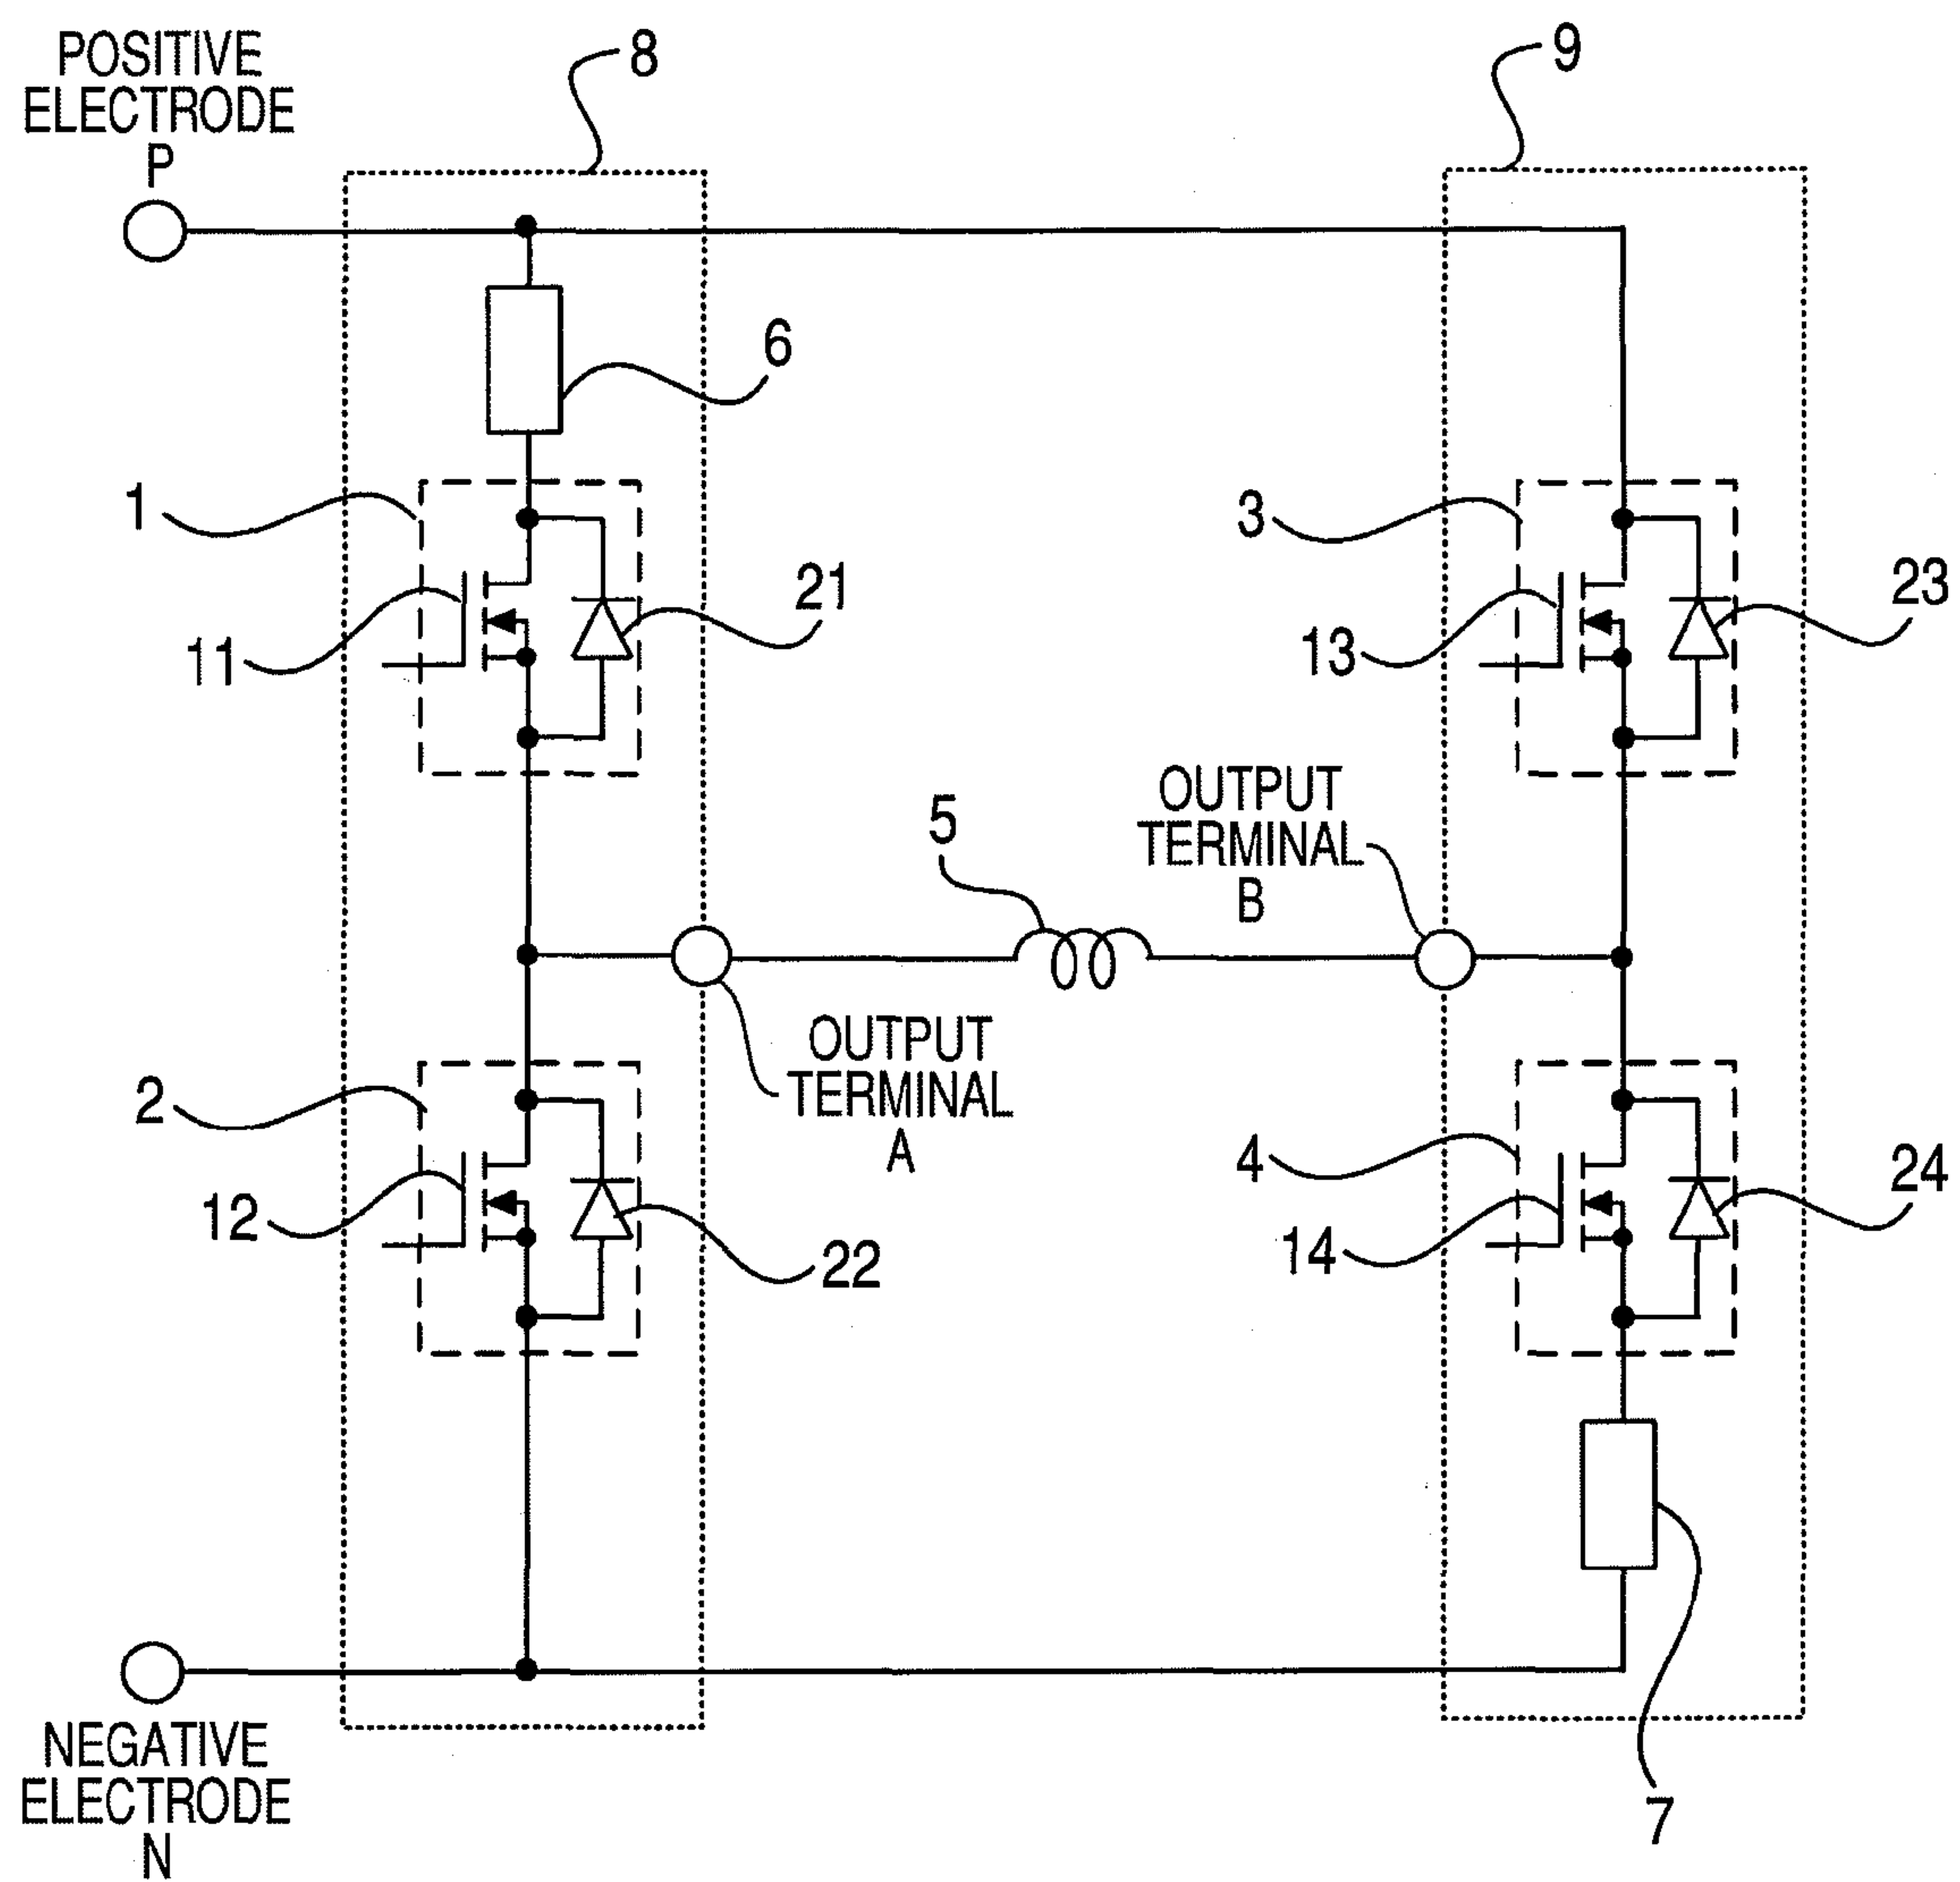 POSITIVE
ELECTRODE
P
8
9
6
1
3
21
23
11
13
OUTPUT
TERMINAL
B
5
OUTPUT
TERMINAL
A
2
4
24
12
22
14
NEGATIVE
ELECTRODE
N
7